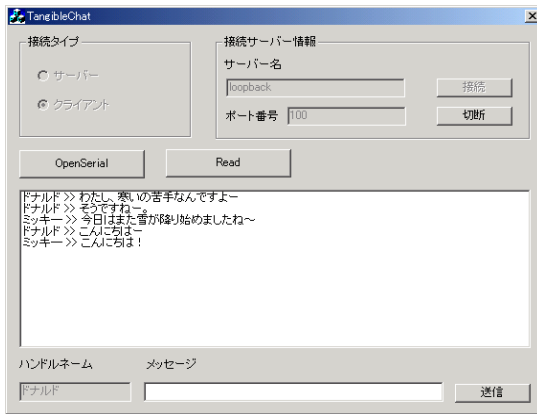 TangibleChat
接続タイプ
サーバー
クライアント
接続サーバー情報
サーバー名
loopback
接続
ポート番号 100
切断
OpenSerial
Read
ドナルド >> わたし、寒いの苦手なんですよー
ドナルド >> そうですねー。
ミッキー >> 今日はまた雪が降り始めましたね～
ドナルド >> こんにちはー
ミッキー >> こんにちは！
ハンドルネーム
メッセージ
ドナルド
送信